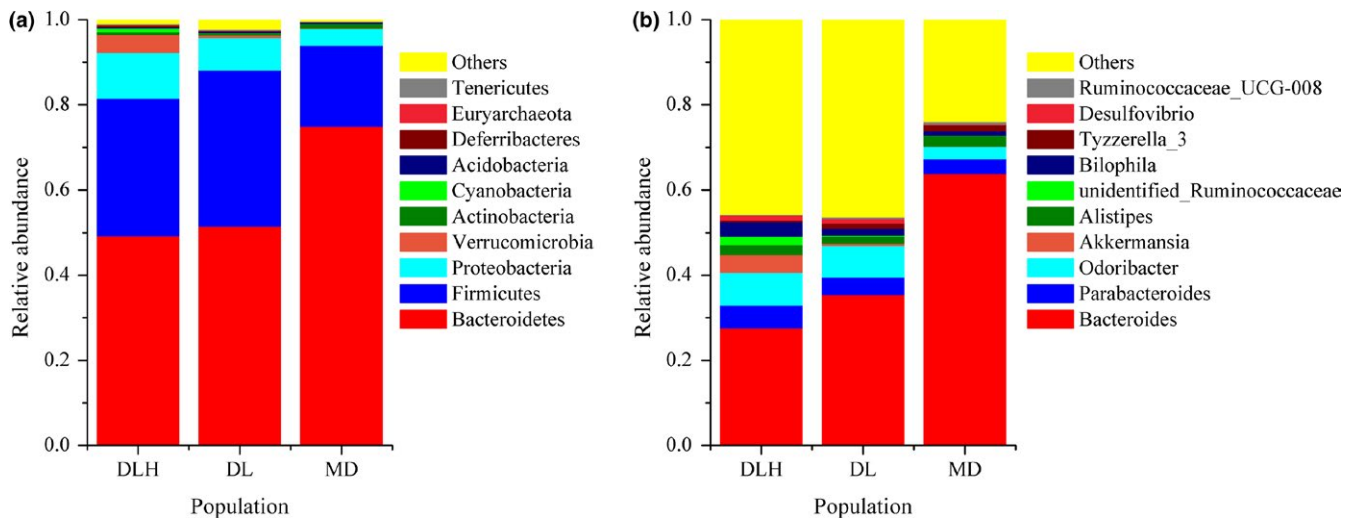 (a)
Relative abundance
1.0
0.8
0.6
0.4
0.2
0.0
DLH DL MD
Population
Others
Tenericutes
Euryarchaeota
Deferribacteres
Acidobacteria
Cyanobacteria
Actinobacteria
Verrucomicrobia
Proteobacteria
Firmicutes
Bacteroidetes
(b)
Relative abundance
1.0
0.8
0.6
0.4
0.2
0.0
DLH DL MD
Population
Others
Ruminococcaceae_UCG-008
Desulfovibrio
Tyzzerella_3
Bilophila
unidentified_Ruminococcaceae
Alistipes
Akkermansia
Odoribacter
Parabacteroides
Bacteroides